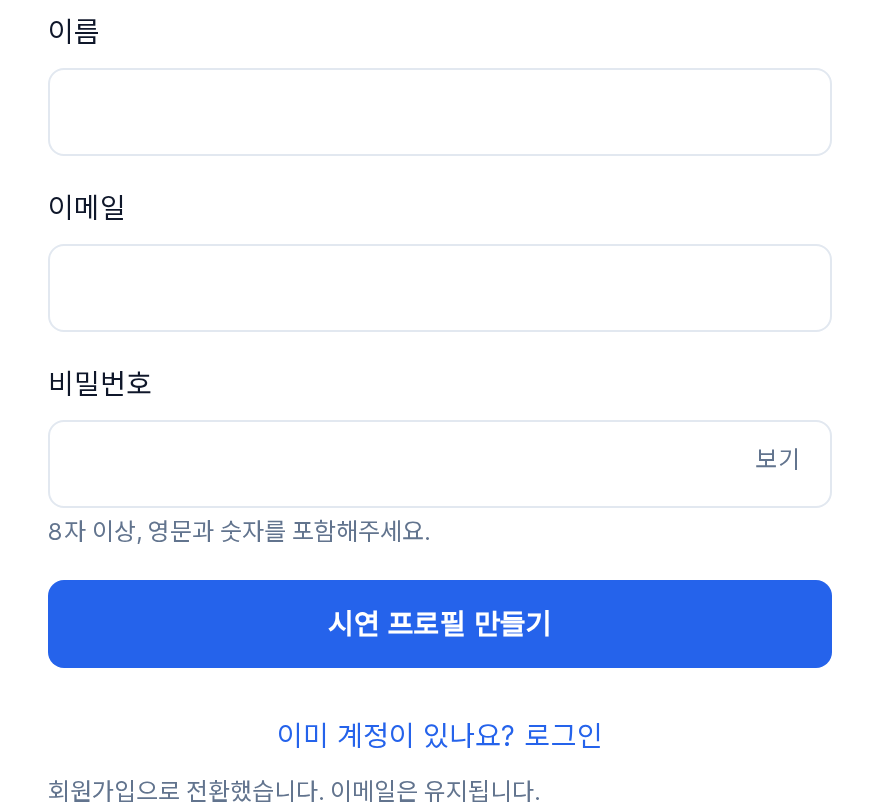 이름
이메일
비밀번호
보기
8자 이상, 영문과 숫자를 포함해주세요.
시연 프로필 만들기
이미 계정이 있나요? 로그인
회원가입으로 전환했습니다. 이메일은 유지됩니다.